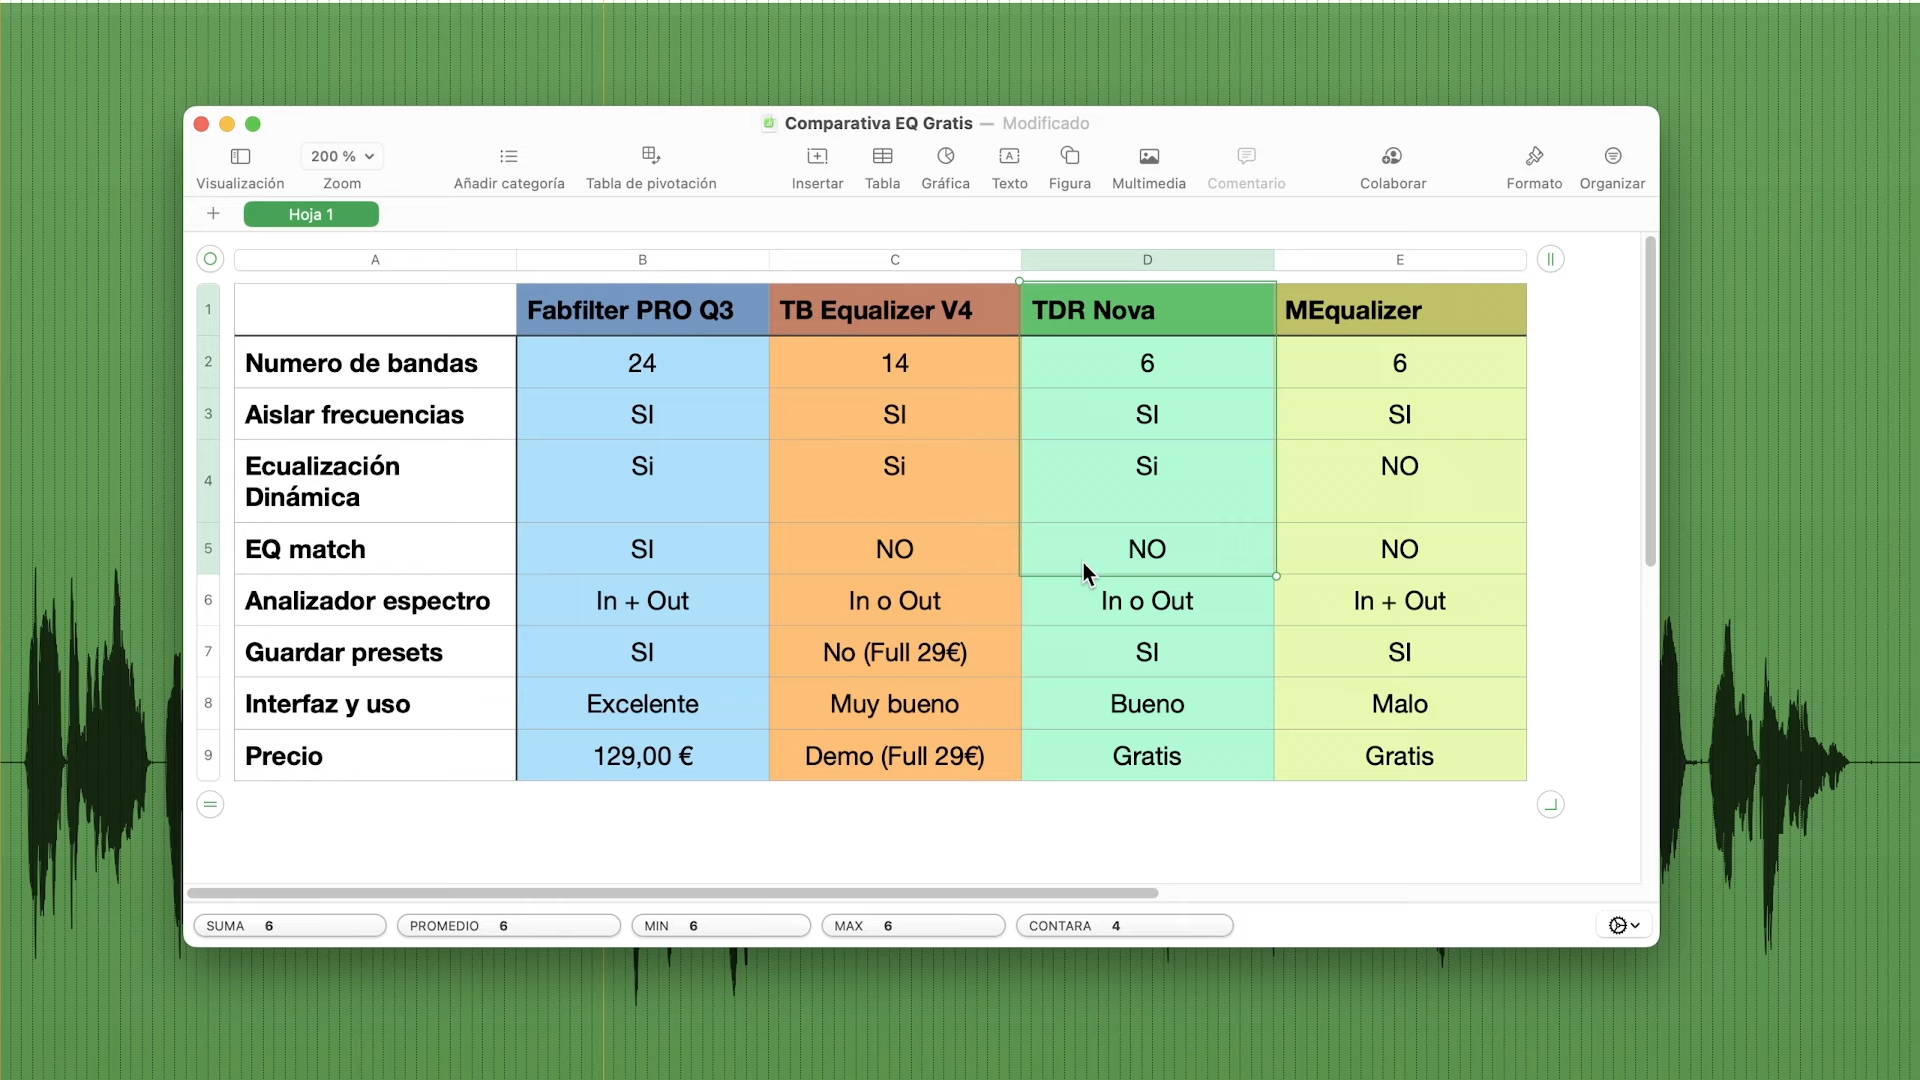 Comparativa EQ Gratis — Modificado
200 %
Visualización Zoom Añadir categoría Tabla de pivotación Insertar Tabla Gráfica Texto Figura Multimedia Comentario Colaborar Formato Organizar
Hoja 1
A B C D E
1 Fabfilter PRO Q3 TB Equalizer V4 TDR Nova MEqualizer
2 Numero de bandas 24 14 6 6
3 Aislar frecuencias SI SI SI SI
4 Ecualización Dinámica Si Si Si NO
5 EQ match SI NO NO NO
6 Analizador espectro In + Out In o Out In o Out In + Out
7 Guardar presets SI No (Full 29€) SI SI
8 Interfaz y uso Excelente Muy bueno Bueno Malo
9 Precio 129,00 € Demo (Full 29€) Gratis Gratis
SUMA 6 PROMEDIO 6 MIN 6 MAX 6 CONTARA 4